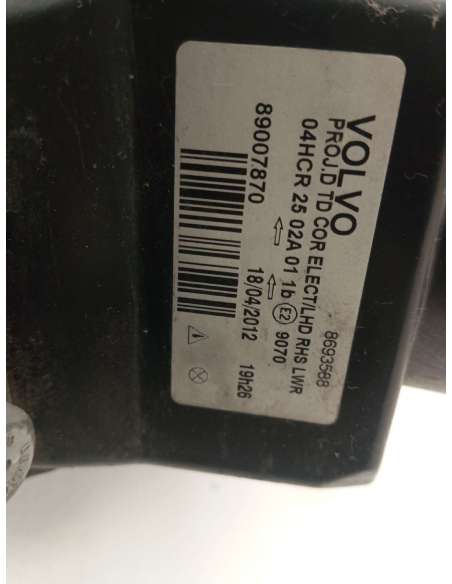 VOLVO
8693588
PROJ.D TD COR ELECT/LHD RHS LWR
04HCR 25 02A 01 1b E2 9070
89007870
18/04/2012
19h26